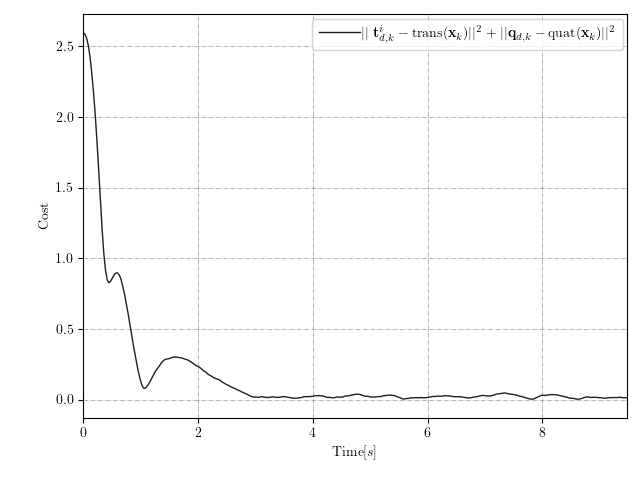 || t^i_{d,k} − trans(x_k)||² + ||q_{d,k} − quat(x_k)||²
2.5
2.0
1.5
1.0
0.5
0.0
Cost
0 2 4 6 8
Time[s]